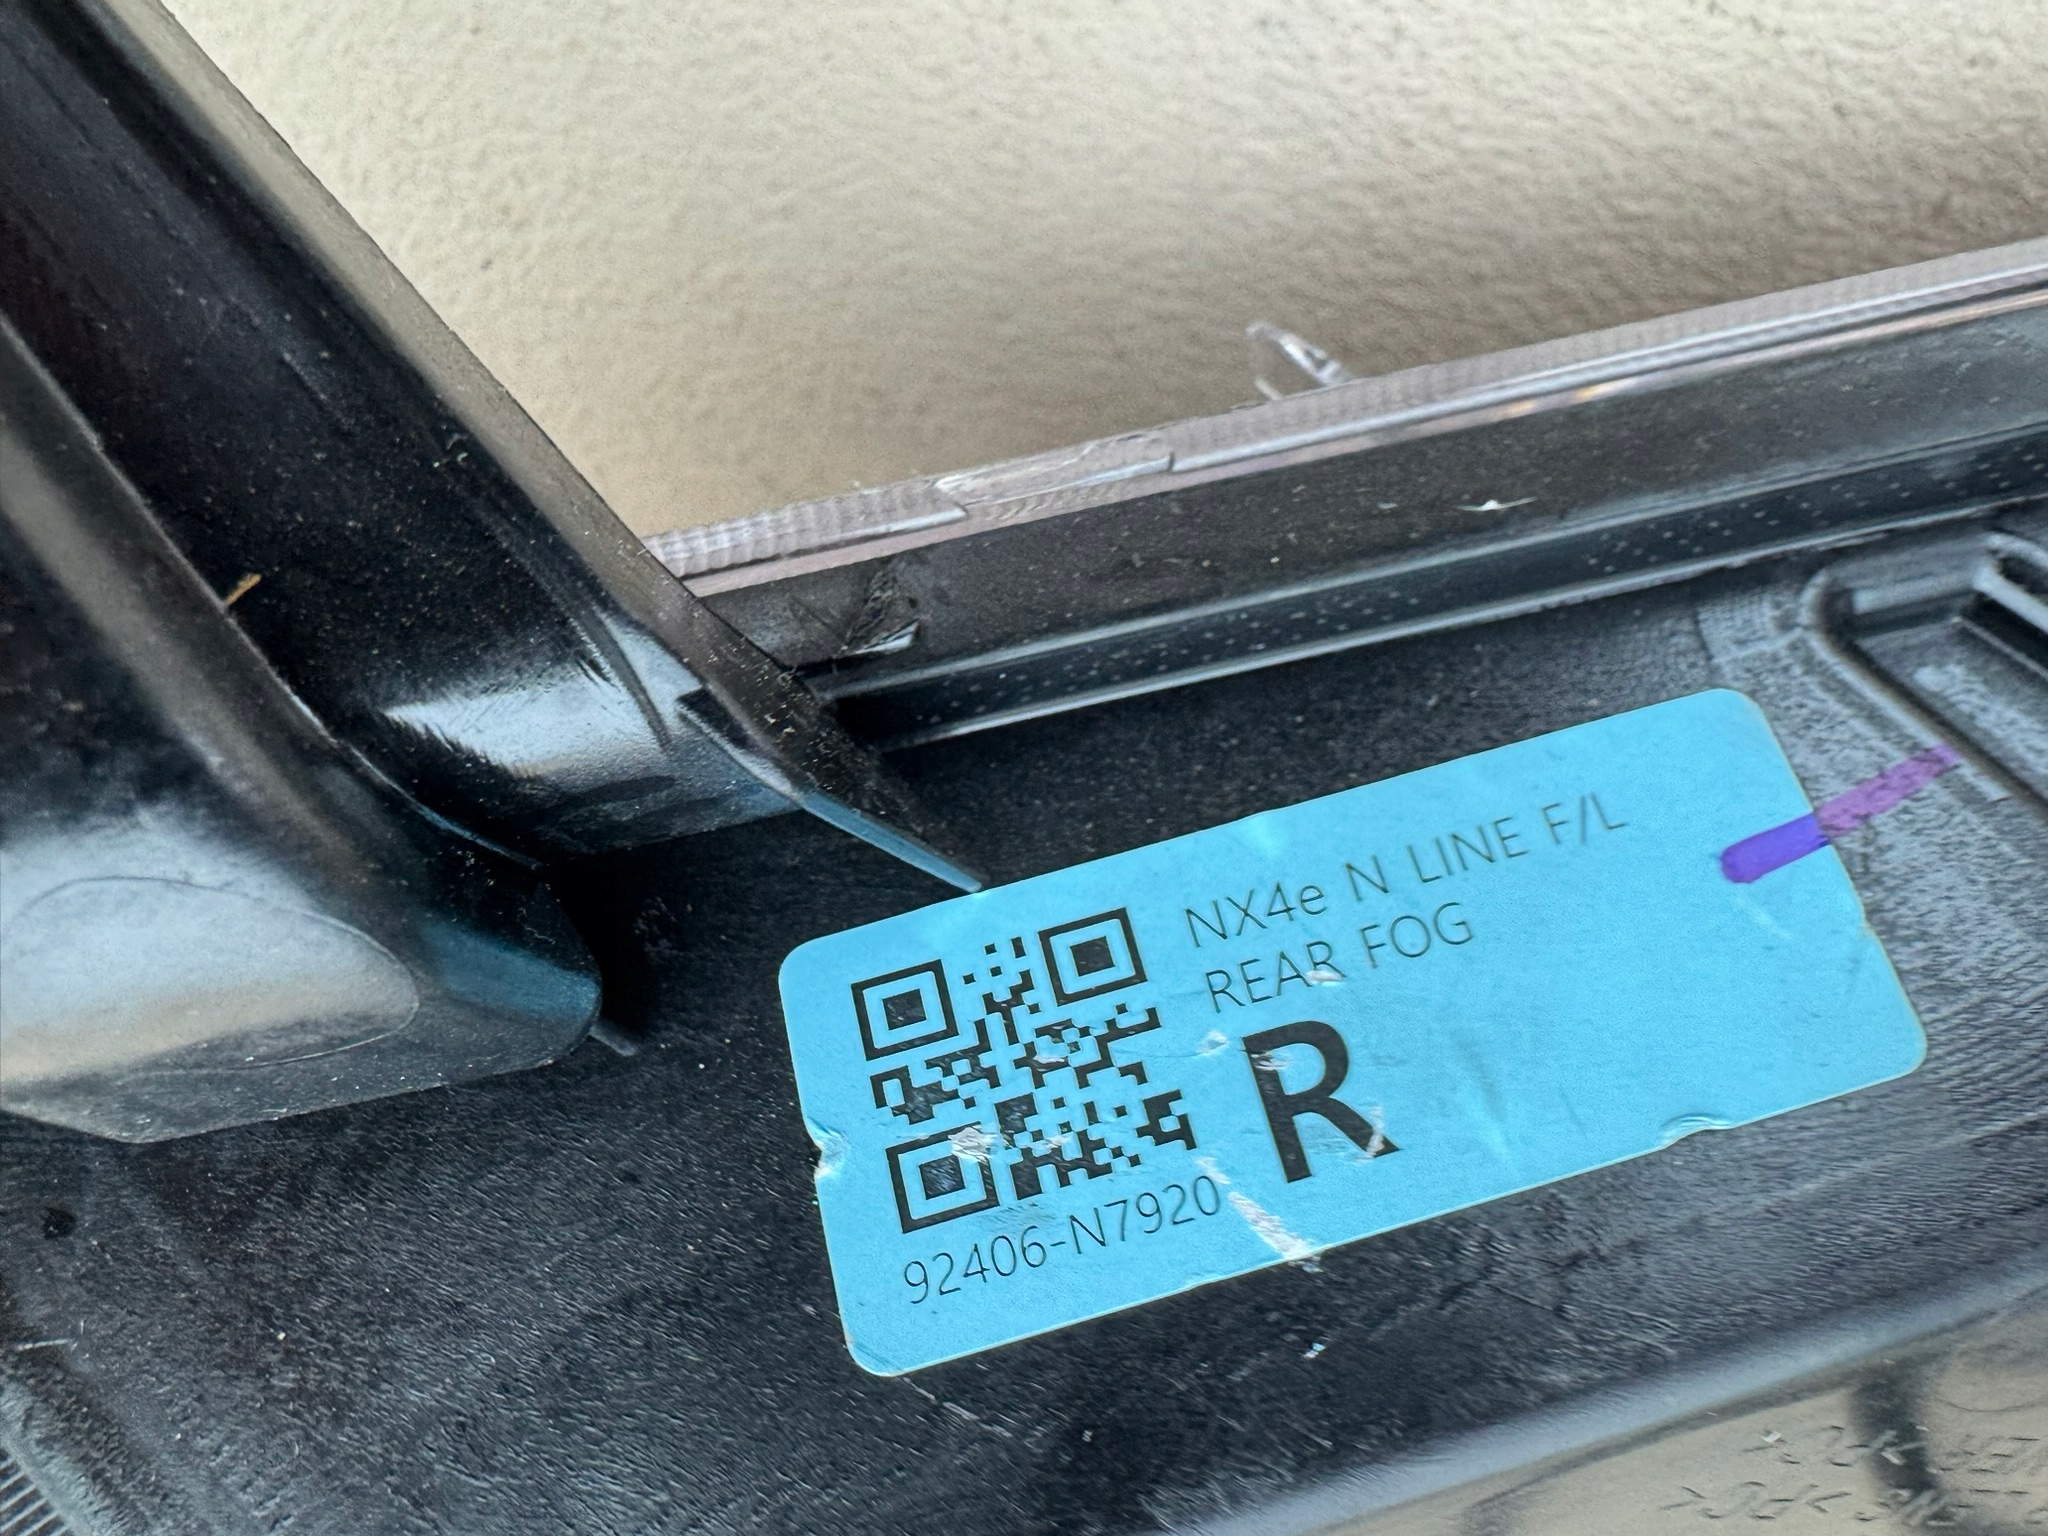 NX4e N LINE F/L
REAR FOG
R
92406-N7920